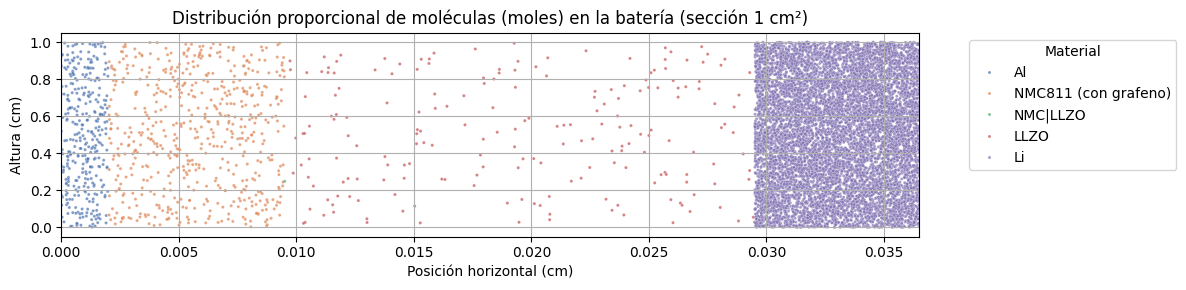 Distribución proporcional de moléculas (moles) en la batería (sección 1 cm²)
Altura (cm)
1.0
0.8
0.6
0.4
0.2
0.0
0.000 0.005 0.010 0.015 0.020 0.025 0.030 0.035
Posición horizontal (cm)
Material
Al
NMC811 (con grafeno)
NMC|LLZO
LLZO
Li